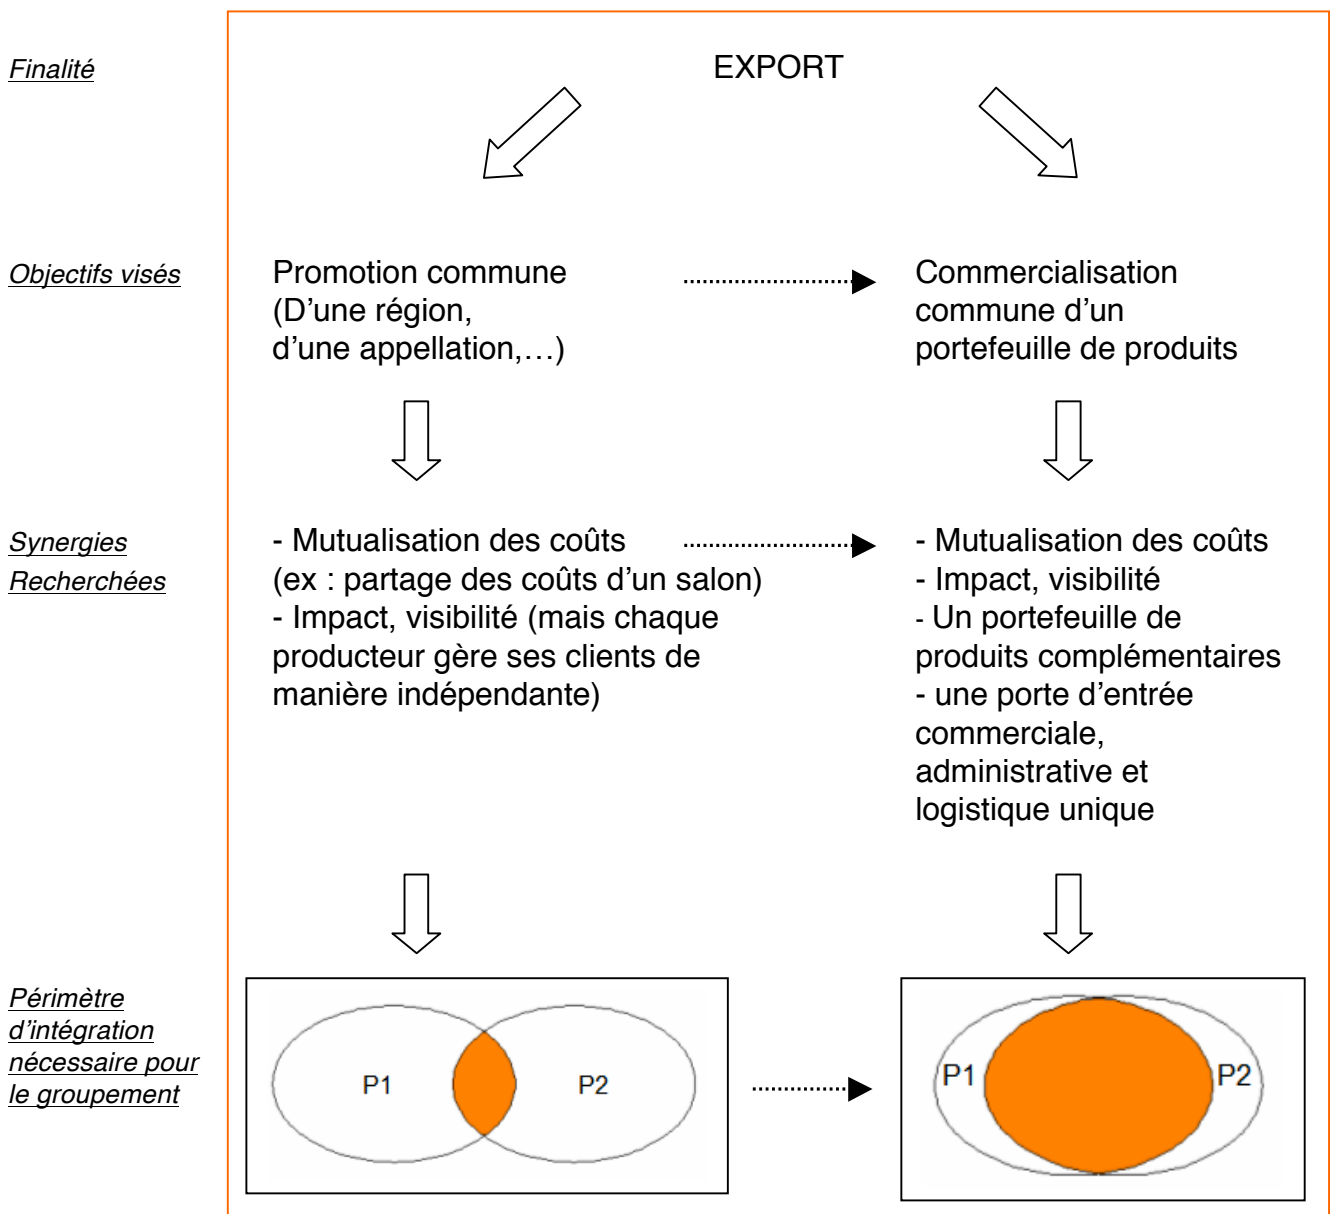 Finalité
EXPORT
Objectifs visés
Promotion commune
(D’une région,
d’une appellation,…)
Commercialisation
commune d’un
portefeuille de produits
Synergies
Recherchées
- Mutualisation des coûts
(ex : partage des coûts d’un salon)
- Impact, visibilité (mais chaque
producteur gère ses clients de
manière indépendante)
- Mutualisation des coûts
- Impact, visibilité
- Un portefeuille de
produits complémentaires
- une porte d’entrée
commerciale,
administrative et
logistique unique
Périmètre
d’intégration
nécessaire pour
le groupement
P1
P2
P1
P2